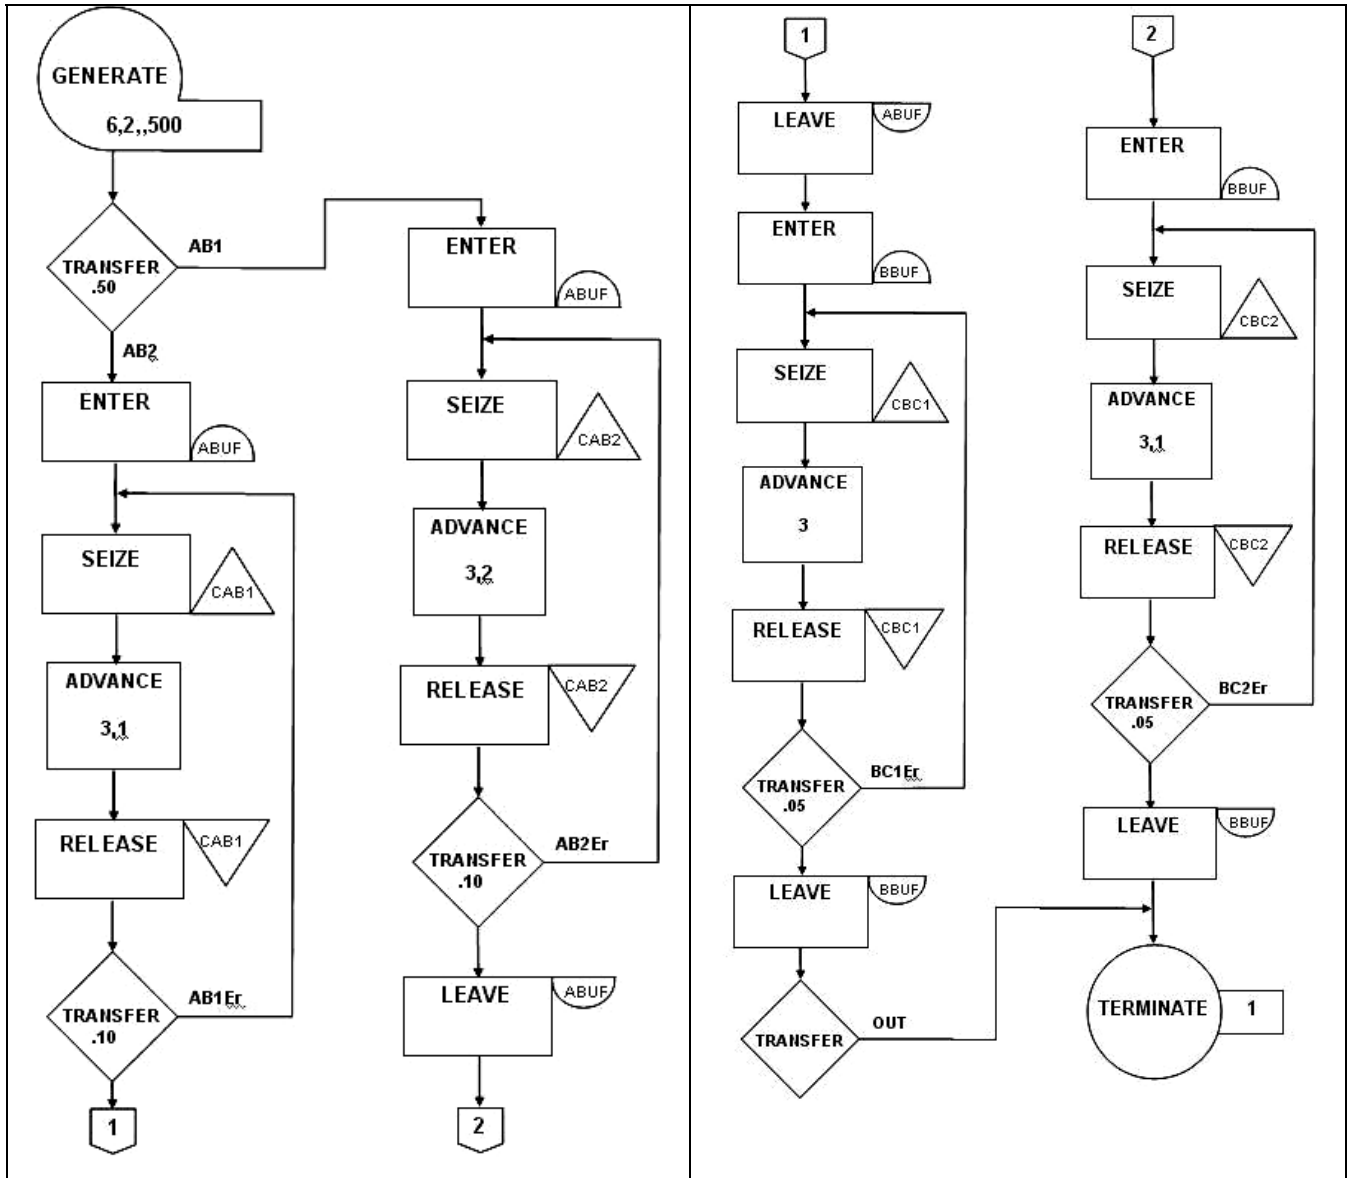 GENERATE
6,2,,500
TRANSFER
.50
AB1
AB2
ENTER
ABUF
SEIZE
CAB1
ADVANCE
3,1
RELEASE
CAB1
TRANSFER
.10
AB1Er
1
ENTER
ABUF
SEIZE
CAB2
ADVANCE
3,2
RELEASE
CAB2
TRANSFER
.10
AB2Er
LEAVE
ABUF
2
1
LEAVE
ABUF
ENTER
BBUF
SEIZE
CBC1
ADVANCE
3
RELEASE
CBC1
TRANSFER
.05
BC1Er
LEAVE
BBUF
TRANSFER
OUT
2
ENTER
BBUF
SEIZE
CBC2
ADVANCE
3,1
RELEASE
CBC2
TRANSFER
.05
BC2Er
LEAVE
BBUF
TERMINATE
1